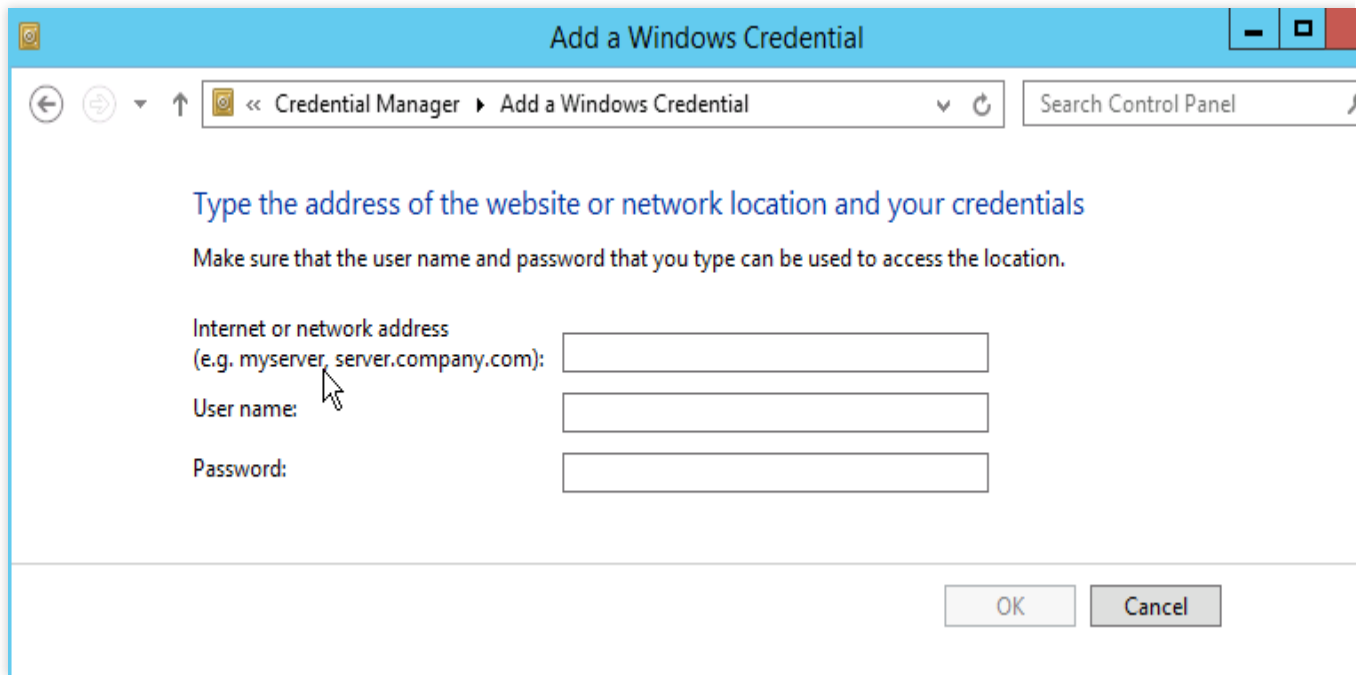 Add a Windows Credential
« Credential Manager ▸ Add a Windows Credential
Search Control Panel
Type the address of the website or network location and your credentials
Make sure that the user name and password that you type can be used to access the location.
Internet or network address
(e.g. myserver, server.company.com):
User name:
Password:
OK
Cancel